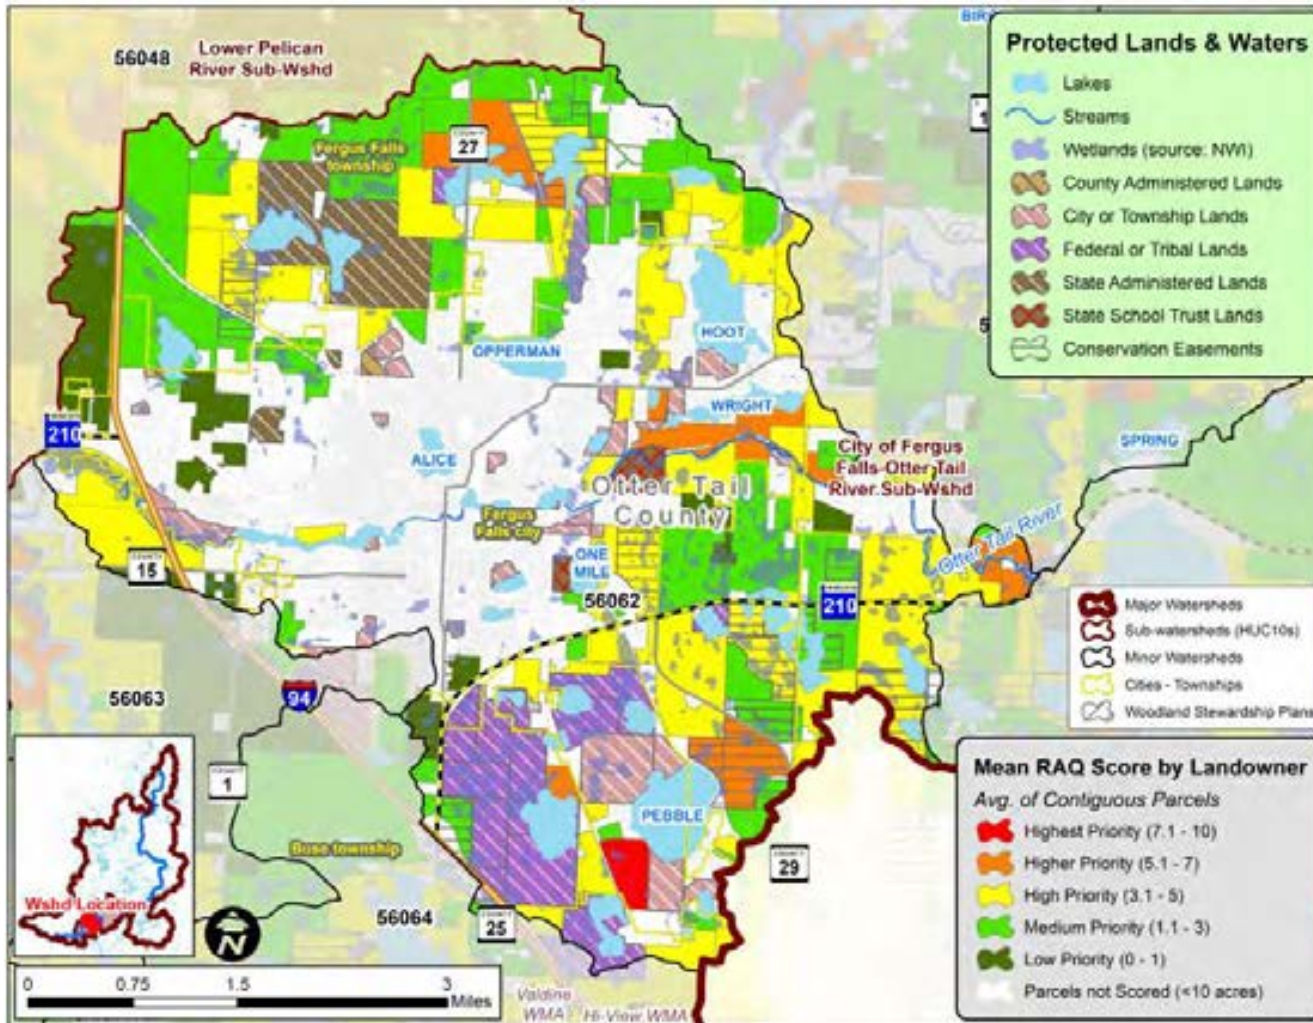 56048
Lower Pelican
River Sub-Wshd
Protected Lands & Waters
Lakes
Streams
Wetlands (source: NWI)
County Administered Lands
City or Township Lands
Federal or Tribal Lands
State Administered Lands
State School Trust Lands
Conservation Easements
COUNTY
27
Fergus Falls
township
HOOT
OPPERMAN
WRIGHT
210
ALICE
City of Fergus
Falls-Otter Tail
River Sub-Wshd
SPRING
Otter Tail
County
Fergus
Falls city
Otter Tail River
15
ONE
MILE
56062
210
Major Watersheds
Sub-watersheds (HUC10s)
Minor Watersheds
Cities - Townships
Woodland Stewardship Plans
56063
94
1
PEBBLE
Buse township
29
Mean RAQ Score by Landowner
Avg. of Contiguous Parcels
Highest Priority (7.1 - 10)
Higher Priority (5.1 - 7)
High Priority (3.1 - 5)
Medium Priority (1.1 - 3)
Low Priority (0 - 1)
Parcels not Scored (<10 acres)
Wshd Location
N
56064
COUNTY
25
0 0.75 1.5 3
Miles
WMA
Hi-View WMA